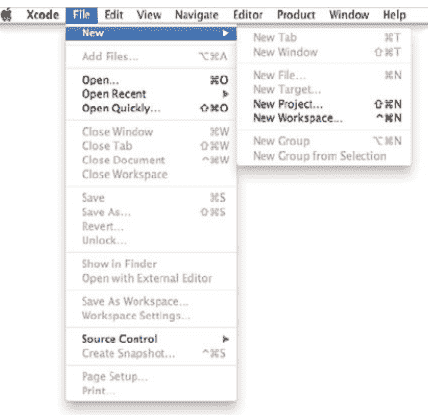 Xcode File Edit View Navigate Editor Product Window Help
New
Add Files... ⌥⌘A
Open... ⌘O
Open Recent
Open Quickly... ⇧⌘O
Close Window ⌘W
Close Tab ⇧⌘W
Close Document ^⌘W
Close Workspace
Save ⌘S
Save As... ⇧⌘S
Revert...
Unlock...
Show in Finder
Open with External Editor
Save As Workspace...
Workspace Settings...
Source Control
Create Snapshot... ^⌘S
Page Setup...
Print...
New Tab ⌘T
New Window ⇧⌘T
New File... ⌘N
New Target...
New Project... ⇧⌘N
New Workspace... ^⌘N
New Group ⌥⌘N
New Group from Selection